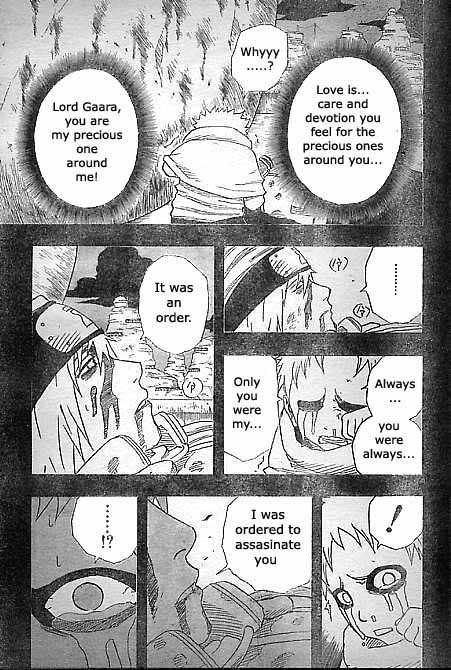 Whyyy
.....?
Love is...
care and
devotion you
feel for the
precious ones
around you...
Lord Gaara,
you are
my precious
one
around
me!
........
It was
an
order.
Always
...
you
were
always...
Only
you
were
my...
!
I was
ordered to
assasinate
you
........
!?